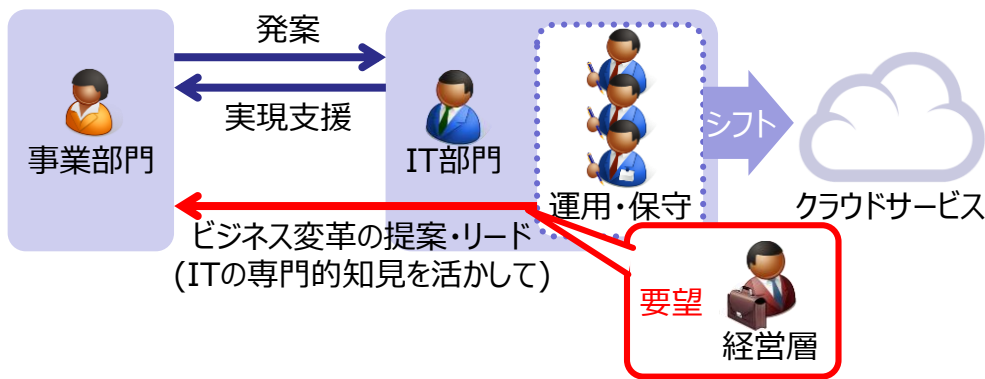 発案
実現支援
事業部門
IT部門
運用・保守
シフト
クラウドサービス
ビジネス変革の提案・リード
(ITの専門的知見を活かして)
要望
経営層